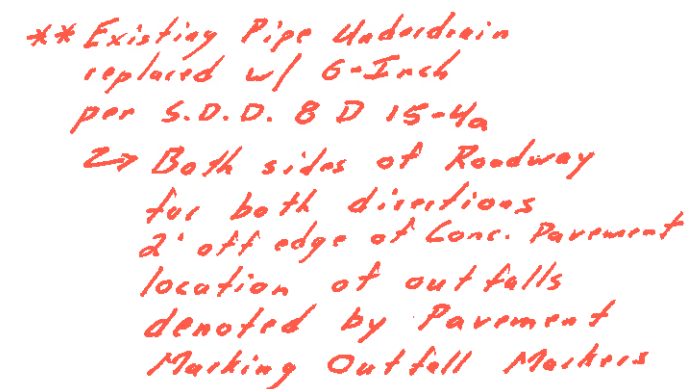 ** Existing Pipe Underdrain
replaced w/ 6-Inch
per S.D.D. 8 D 15-4a
↳ Both sides of Roadway
for both directions
2' off edge of Conc. Pavement
location of outfalls
denoted by Pavement
Marking Outfall Markers